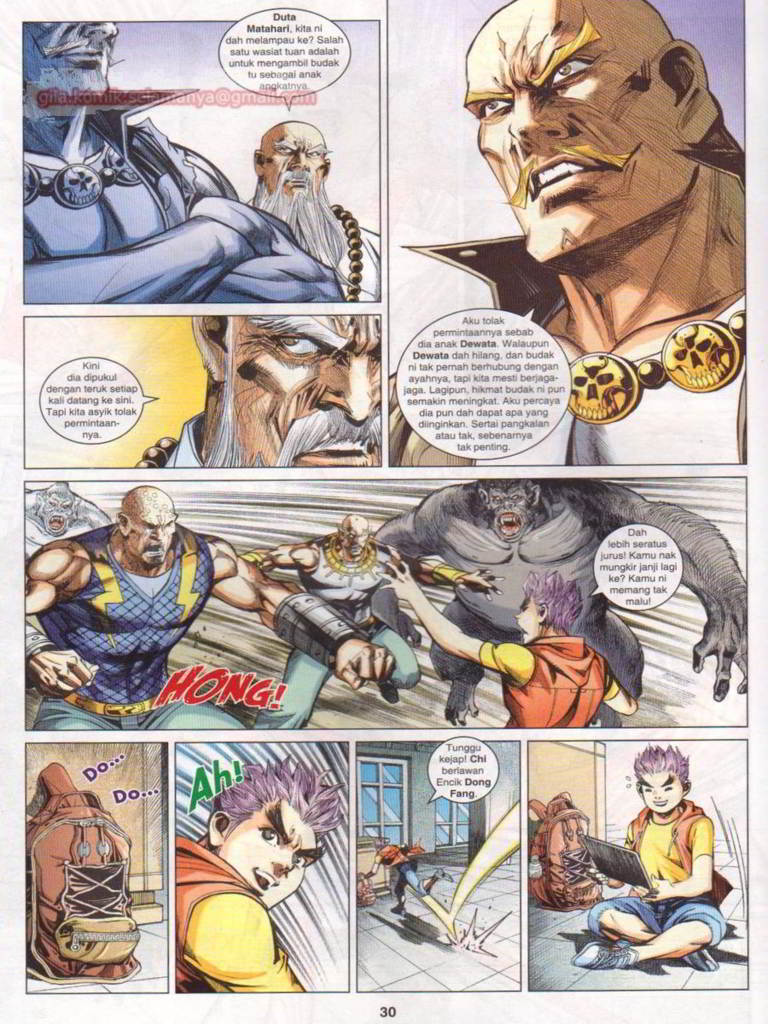 Duta
Matahari, kita ni
dah melampau ke? Salah
satu wasiat tuan adalah
untuk mengambil budak
tu sebagai anak
angkatnya.
gila.komik.selamanya@gmail.com
Aku tolak
permintaannya sebab
dia anak Dewata. Walaupun
Dewata dah hilang, dan budak
ni tak pernah berhubung dengan
ayahnya, tapi kita mesti berjaga-
jaga. Lagipun, hikmat budak ni pun
semakin meningkat. Aku percaya
dia pun dah dapat apa yang
diinginkan. Sertai pangkalan
atau tak, sebenarnya
tak penting.
Kini
dia dipukul
dengan teruk setiap
kali datang ke sini.
Tapi kita asyik tolak
permintaan-
nya.
Dah
lebih seratus
jurus! Kamu nak
mungkir janji lagi
ke? Kamu ni
memang tak
malu!
HONG!
DO...
DO...
Ah!
Tunggu
kejap! Chi
berlawan
Encik Dong
Fang.
30